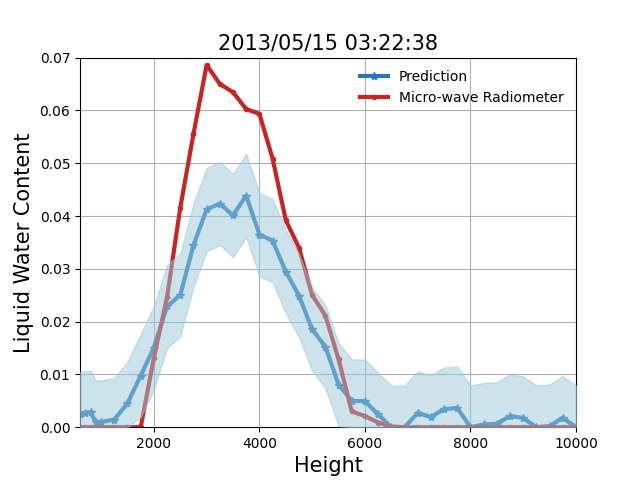 2013/05/15 03:22:38
0.07
0.06
0.05
0.04
0.03
0.02
0.01
0.00
Liquid Water Content
Prediction
Micro-wave Radiometer
2000 4000 6000 8000 10000
Height